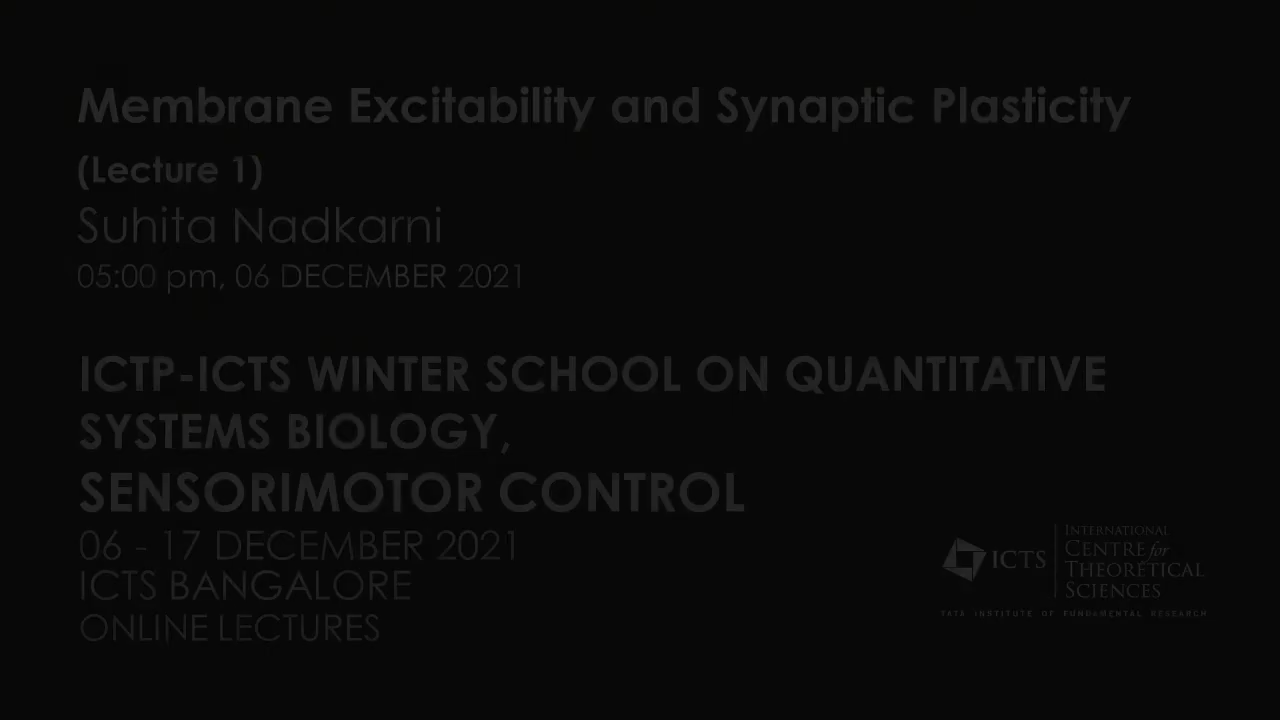 Membrane Excitability and Synaptic Plasticity
(Lecture 1)
Suhita Nadkarni
05:00 pm, 06 DECEMBER 2021
ICTP-ICTS WINTER SCHOOL ON QUANTITATIVE
SYSTEMS BIOLOGY,
SENSORIMOTOR CONTROL
06 - 17 DECEMBER 2021
ICTS BANGALORE
ONLINE LECTURES
ICTS
INTERNATIONAL
CENTRE for
THEORETICAL
SCIENCES
TATA INSTITUTE OF FUNDAMENTAL RESEARCH